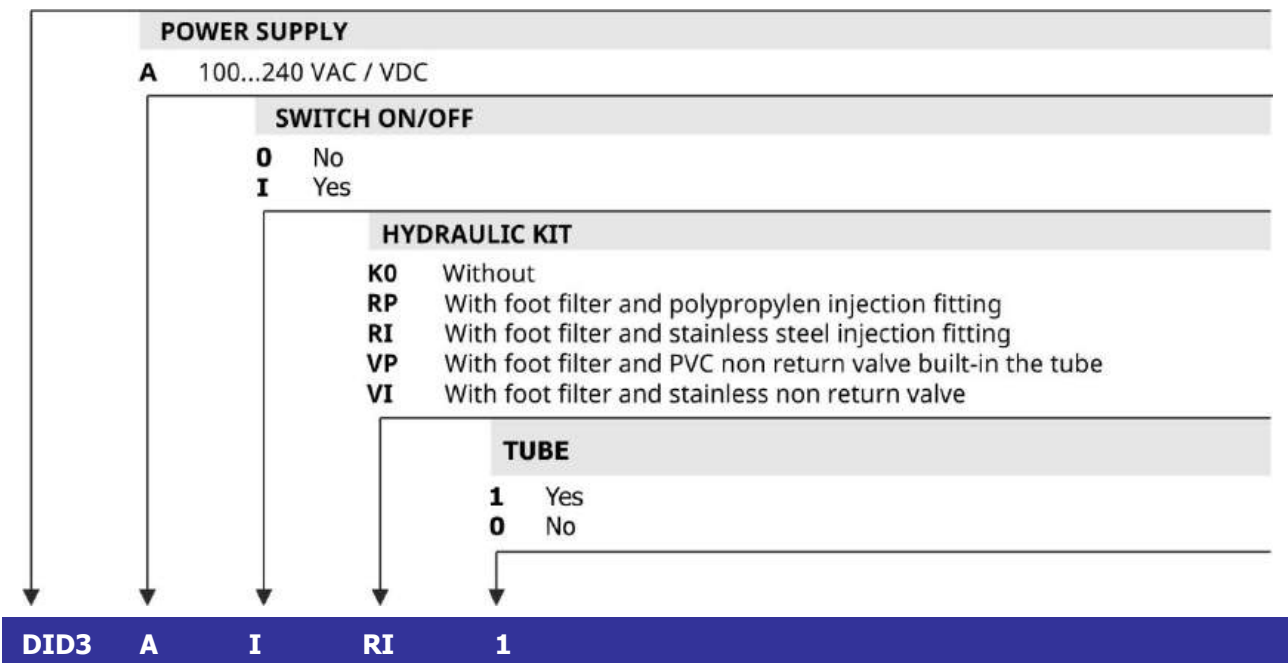 POWER SUPPLY
A 100...240 VAC / VDC
SWITCH ON/OFF
0 No
I Yes
HYDRAULIC KIT
K0 Without
RP With foot filter and polypropylen injection fitting
RI With foot filter and stainless steel injection fitting
VP With foot filter and PVC non return valve built-in the tube
VI With foot filter and stainless non return valve
TUBE
1 Yes
0 No
DID3 A I RI 1